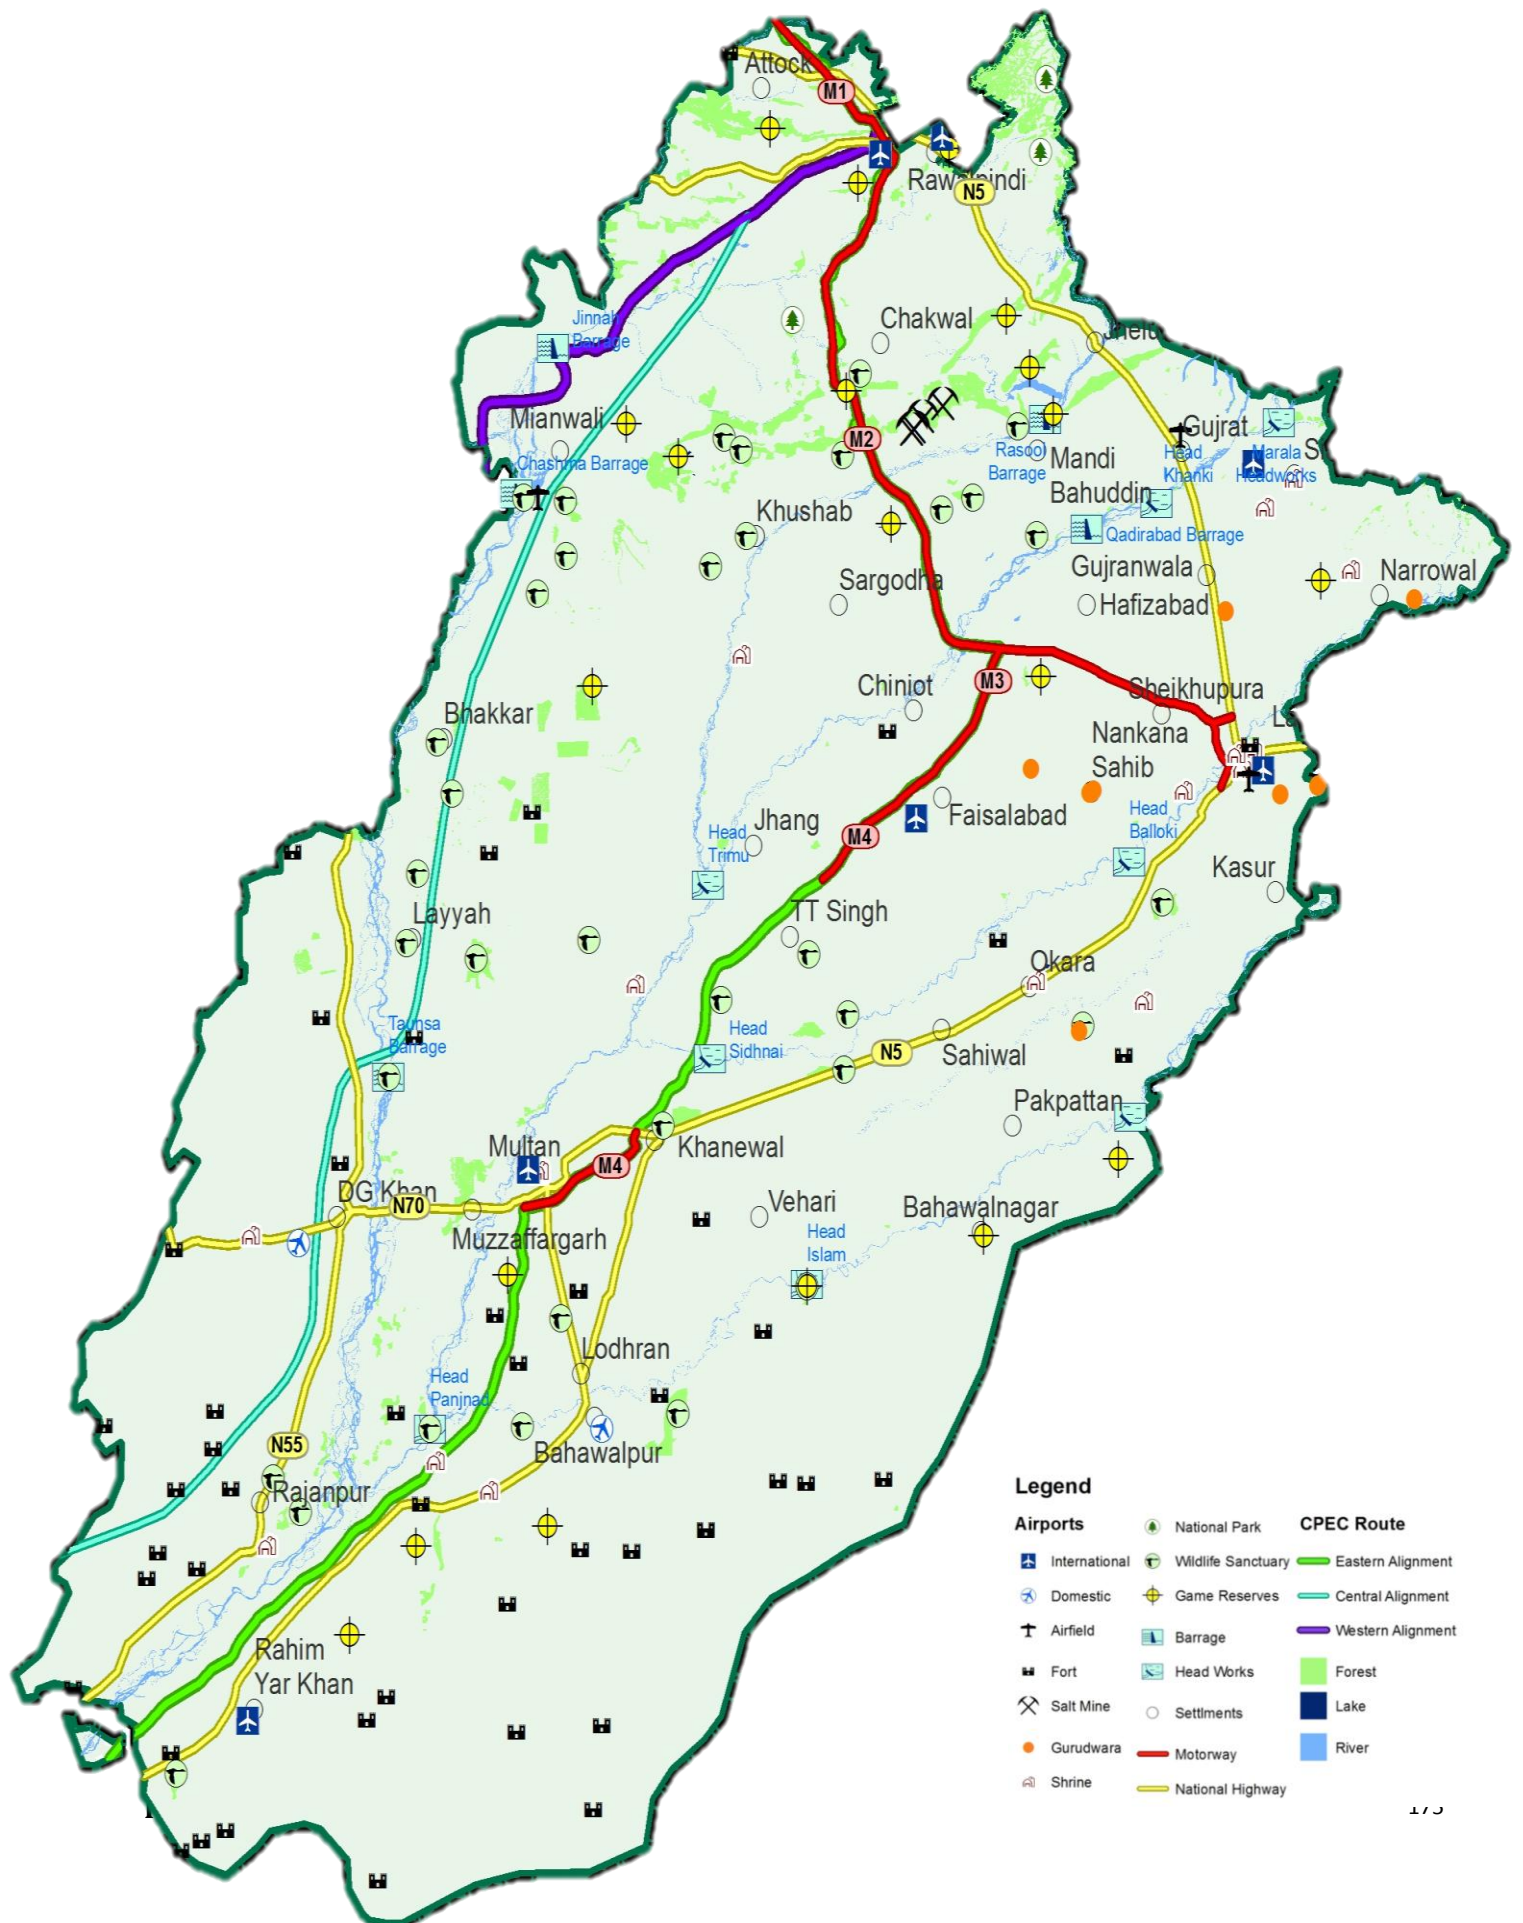 Attock
M1
Rawalpindi
N5
Jinnah
Barrage
Chakwal
Mianwali
Chashma Barrage
M2
Rasool
Barrage
Mandi
Bahuddin
Gujrat
Head
Khanki
Marala
Headworks
S
Khushab
Qadirabad Barrage
Sargodha
Gujranwala
Hafizabad
Narrowal
Chiniot
M3
Sheikhupura
Bhakkar
Nankana
Sahib
Jhang
M4
Faisalabad
Head
Trimu
Head
Balloki
Kasur
Layyah
TT Singh
Okara
Taunsa
Barrage
Head
Sidhnai
N5
Sahiwal
Pakpattan
Multan
M4
Khanewal
DG Khan
N70
Muzzaffargarh
Vehari
Head
Islam
Bahawalnagar
Lodhran
Head
Panjnad
Bahawalpur
N55
Rajanpur
Rahim
Yar Khan
Legend
Airports
International
Domestic
Airfield
Fort
Salt Mine
Gurudwara
Shrine
National Park
Wildlife Sanctuary
Game Reserves
Barrage
Head Works
Settlments
Motorway
National Highway
CPEC Route
Eastern Alignment
Central Alignment
Western Alignment
Forest
Lake
River